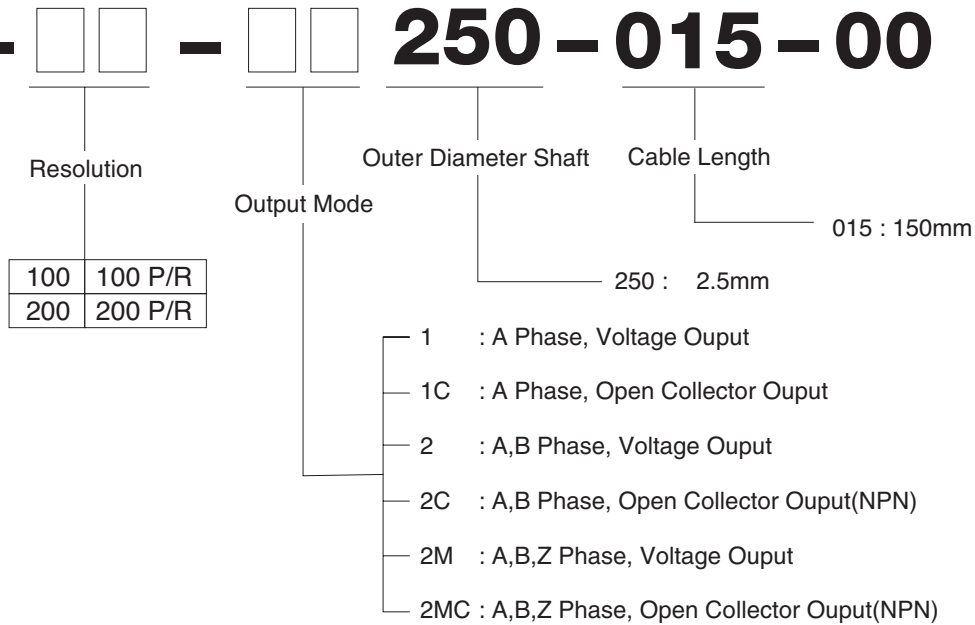 - - 250-015-00
Resolution
Outer Diameter Shaft
Cable Length
Output Mode
015 : 150mm
100 100 P/R
200 200 P/R
250 : 2.5mm
1 : A Phase, Voltage Ouput
1C : A Phase, Open Collector Ouput
2 : A,B Phase, Voltage Ouput
2C : A,B Phase, Open Collector Ouput(NPN)
2M : A,B,Z Phase, Voltage Ouput
2MC : A,B,Z Phase, Open Collector Ouput(NPN)